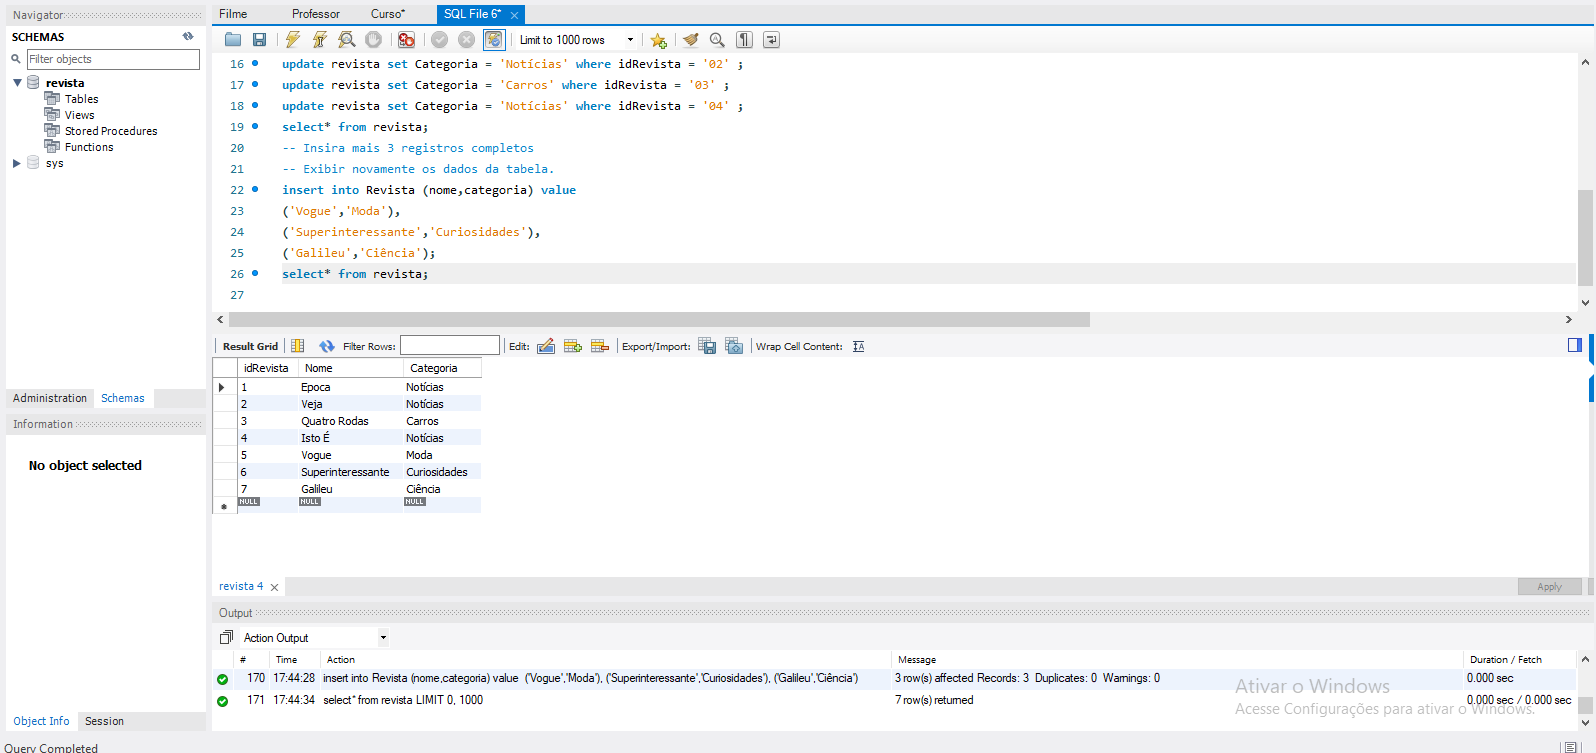 Navigator
SCHEMAS
Filter objects
revista
Tables
Views
Stored Procedures
Functions
sys
Administration Schemas
Information
No object selected
Object Info Session
Query Completed
Filme Professor Curso* SQL File 6*
Limit to 1000 rows
16 update revista set Categoria = 'Notícias' where idRevista = '02' ;
17 update revista set Categoria = 'Carros' where idRevista = '03' ;
18 update revista set Categoria = 'Notícias' where idRevista = '04' ;
19 select* from revista;
20 -- Insira mais 3 registros completos
21 -- Exibir novamente os dados da tabela.
22 insert into Revista (nome,categoria) value
23 ('Vogue','Moda'),
24 ('Superinteressante','Curiosidades'),
25 ('Galileu','Ciência');
26 select* from revista;
27
Result Grid Filter Rows: Edit: Export/Import: Wrap Cell Content:
idRevista Nome Categoria
1 Epoca Notícias
2 Veja Notícias
3 Quatro Rodas Carros
4 Isto É Notícias
5 Vogue Moda
6 Superinteressante Curiosidades
7 Galileu Ciência
NULL NULL NULL
revista 4
Apply
Output
Action Output
# Time Action Message Duration / Fetch
170 17:44:28 insert into Revista (nome,categoria) value ('Vogue','Moda'), ('Superinteressante','Curiosidades'), ('Galileu','Ciência') 3 row(s) affected Records: 3 Duplicates: 0 Warnings: 0 0.000 sec
171 17:44:34 select* from revista LIMIT 0, 1000 7 row(s) returned 0.000 sec / 0.000 sec
Ativar o Windows
Acesse Configurações para ativar o Windows.